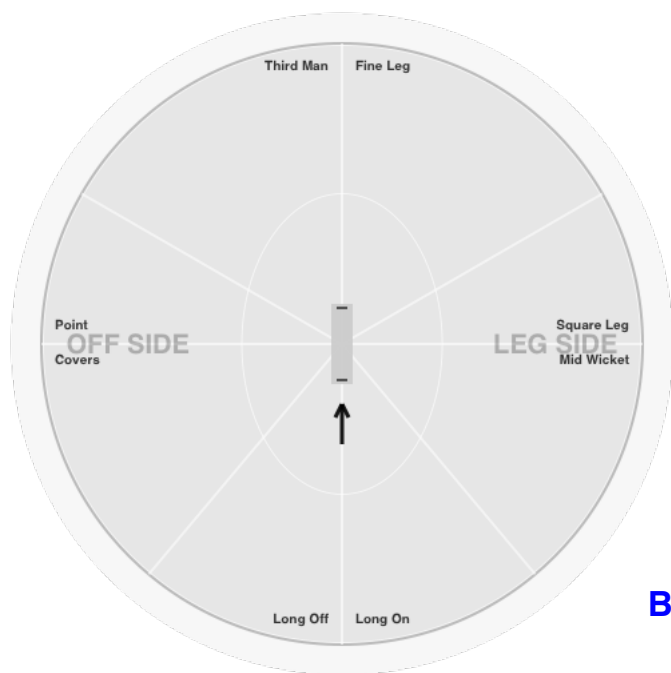 Third Man Fine Leg
Point
OFF SIDE
Covers
Square Leg
LEG SIDE
Mid Wicket
Long Off Long On
B